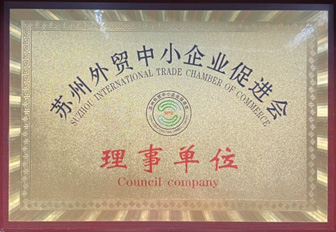 苏州外贸中小企业促进会
SUZHOU INTERNATIONAL TRADE CHAMBER OF COMMERCE
理事单位
Council company